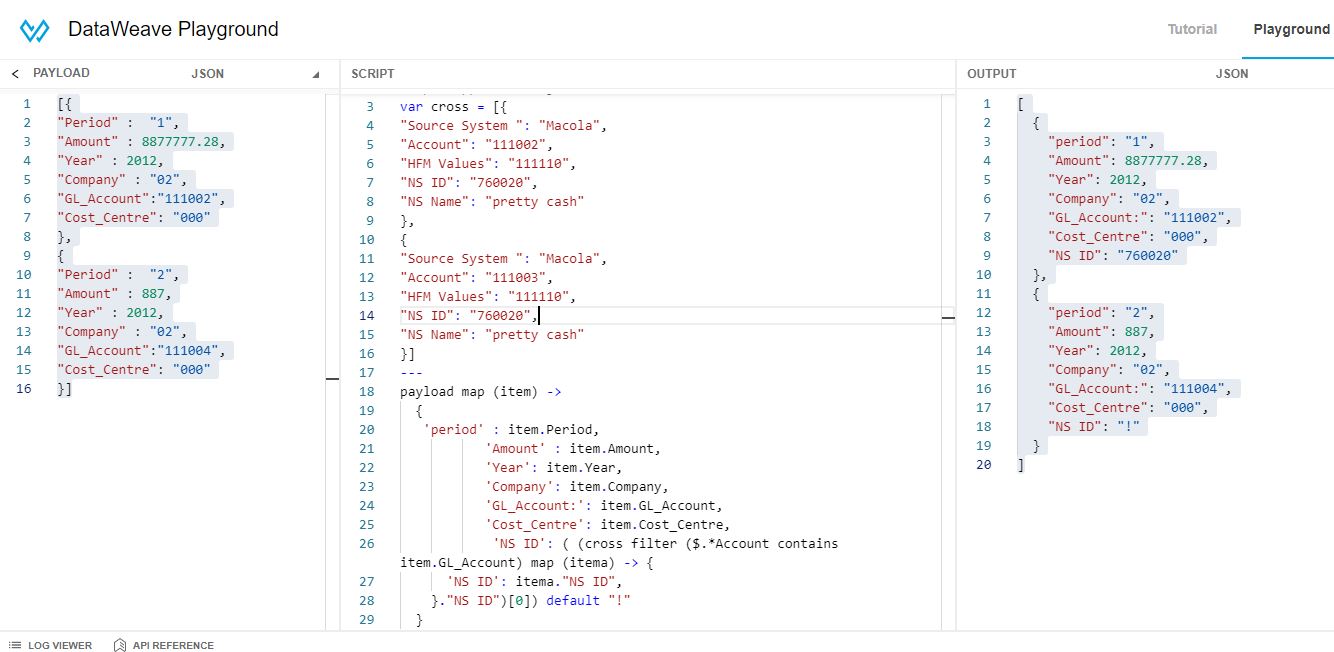 DataWeave Playground
Tutorial
Playground
< PAYLOAD
JSON
1 [{
2 "Period" : "1",
3 "Amount" : 8877777.28,
4 "Year" : 2012,
5 "Company" : "02",
6 "GL_Account":"111002",
7 "Cost_Centre": "000"
8 },
9 {
10 "Period" : "2",
11 "Amount" : 887,
12 "Year" : 2012,
13 "Company" : "02",
14 "GL_Account":"111004",
15 "Cost_Centre": "000"
16 }]
SCRIPT
3 var cross = [{
4 "Source System ": "Macola",
5 "Account": "111002",
6 "HFM Values": "111110",
7 "NS ID": "760020",
8 "NS Name": "pretty cash"
9 },
10 {
11 "Source System ": "Macola",
12 "Account": "111003",
13 "HFM Values": "111110",
14 "NS ID": "760020",
15 "NS Name": "pretty cash"
16 }]
17 ---
18 payload map (item) ->
19 {
20 'period' : item.Period,
21 'Amount' : item.Amount,
22 'Year': item.Year,
23 'Company': item.Company,
24 'GL_Account:': item.GL_Account,
25 'Cost_Centre': item.Cost_Centre,
26 'NS ID': ( (cross filter ($.*Account contains
item.GL_Account) map (itema) -> {
27 'NS ID': itema."NS ID",
28 }."NS ID")[0]) default "!"
29 }
OUTPUT
JSON
1 [
2 {
3 "period": "1",
4 "Amount": 8877777.28,
5 "Year": 2012,
6 "Company": "02",
7 "GL_Account:": "111002",
8 "Cost_Centre": "000",
9 "NS ID": "760020"
10 },
11 {
12 "period": "2",
13 "Amount": 887,
14 "Year": 2012,
15 "Company": "02",
16 "GL_Account:": "111004",
17 "Cost_Centre": "000",
18 "NS ID": "!"
19 }
20 ]
LOG VIEWER
API REFERENCE